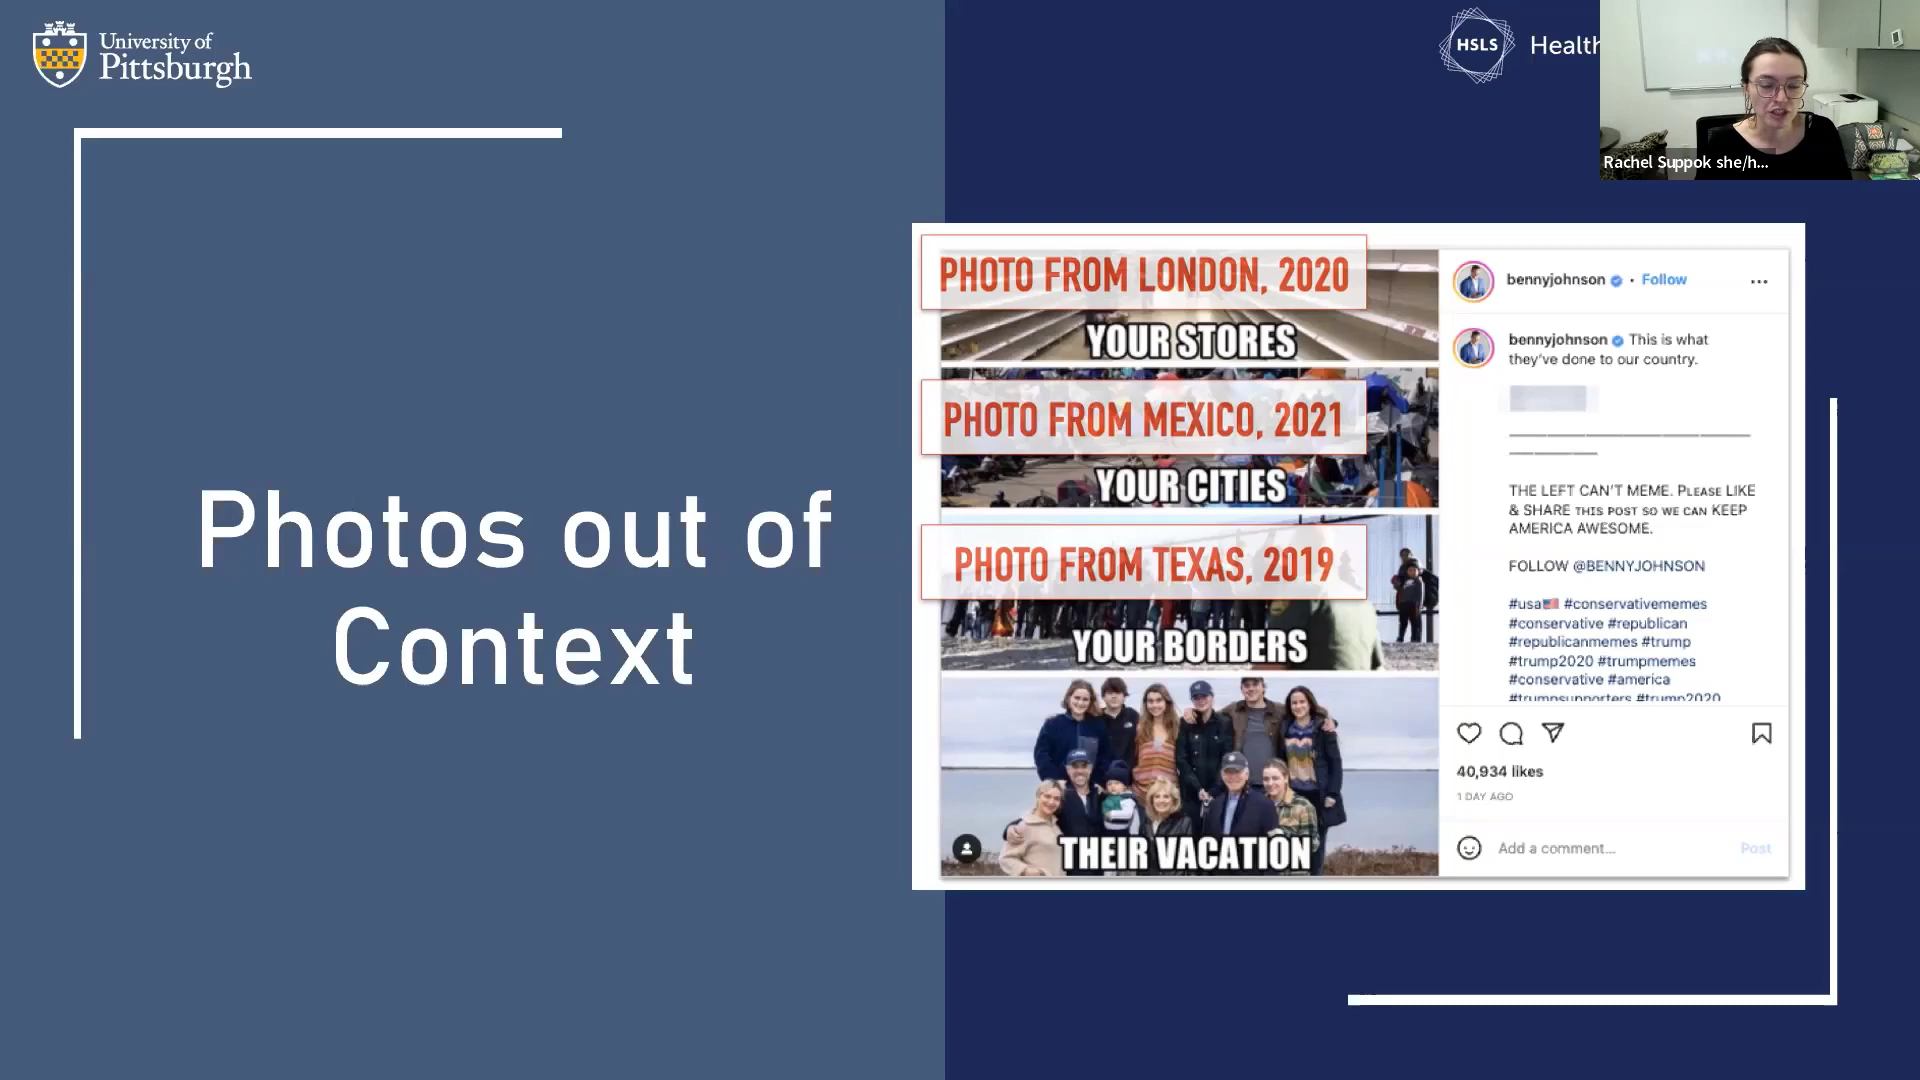 University of
Pittsburgh
HSLS
Health
Rachel Suppok she/h...
Photos out of
Context
PHOTO FROM LONDON, 2020
YOUR STORES
PHOTO FROM MEXICO, 2021
YOUR CITIES
PHOTO FROM TEXAS, 2019
YOUR BORDERS
THEIR VACATION
bennyjohnson • Follow
bennyjohnson This is what
they've done to our country.
THE LEFT CAN'T MEME. PLEASE LIKE
& SHARE THIS POST SO WE CAN KEEP
AMERICA AWESOME.
FOLLOW @BENNYJOHNSON
#usa🇺🇸 #conservativememes
#conservative #republican
#republicanmemes #trump
#trump2020 #trumpmemes
#conservative #america
#trumpsupporters #trump2020
40,934 likes
1 DAY AGO
Add a comment...
Post